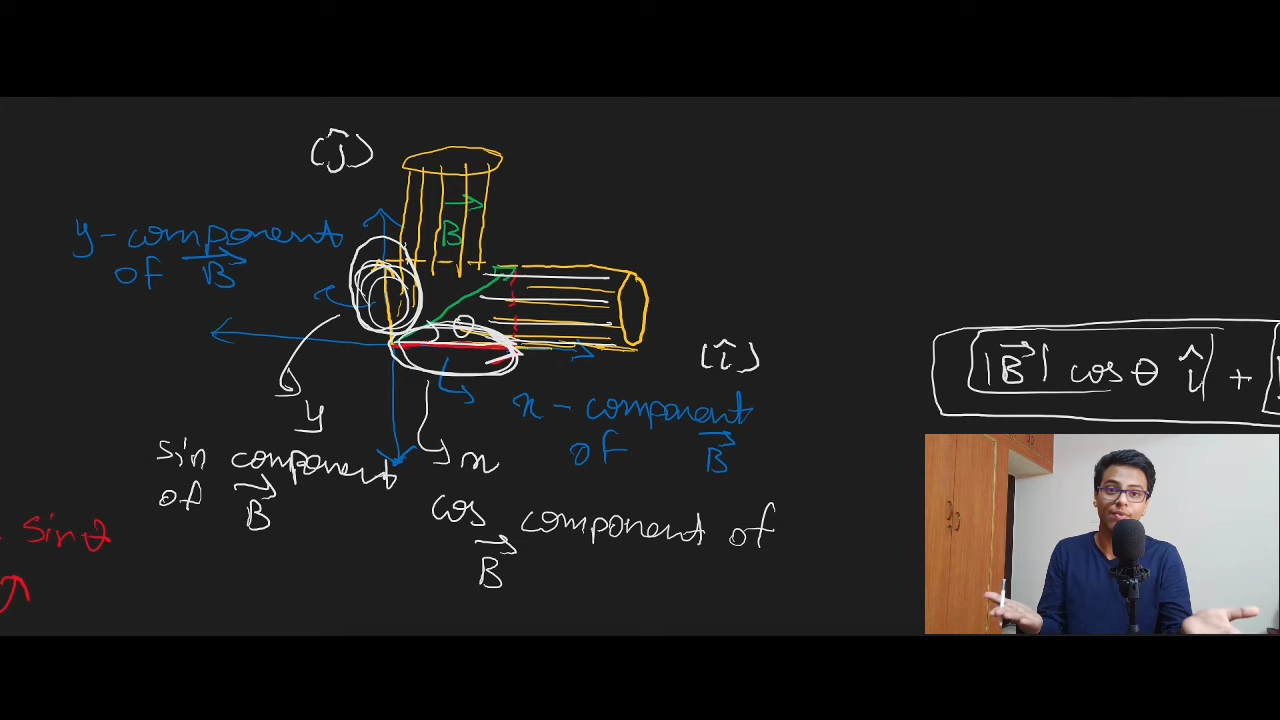 (ĵ)
y-component
of B⃗
B
θ
(î)
x-component
of B⃗
y
sin component
of B⃗
x
cos component of
B⃗
sin θ
|B⃗| cos θ î +